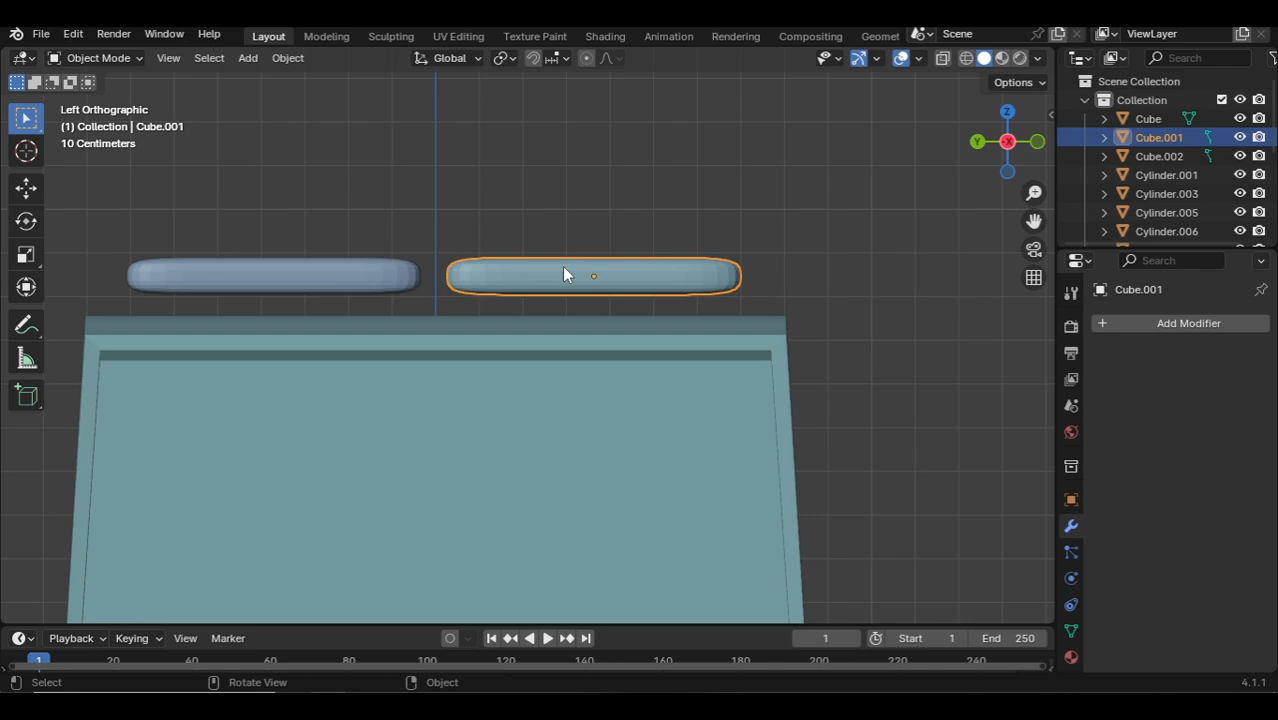 File Edit Render Window Help Layout Modeling Sculpting UV Editing Texture Paint Shading Animation Rendering Compositing Geomet Scene ViewLayer
Object Mode View Select Add Object Global Search
Options
Left Orthographic
(1) Collection | Cube.001
10 Centimeters
Z
Y
X
Scene Collection
Collection
Cube
Cube.001
Cube.002
Cylinder.001
Cylinder.003
Cylinder.005
Cylinder.006
Search
Cube.001
+ Add Modifier
Playback Keying View Marker 1 Start 1 End 250
1 20 40 60 80 100 120 140 160 180 200 220 240
Select Rotate View Object 4.1.1